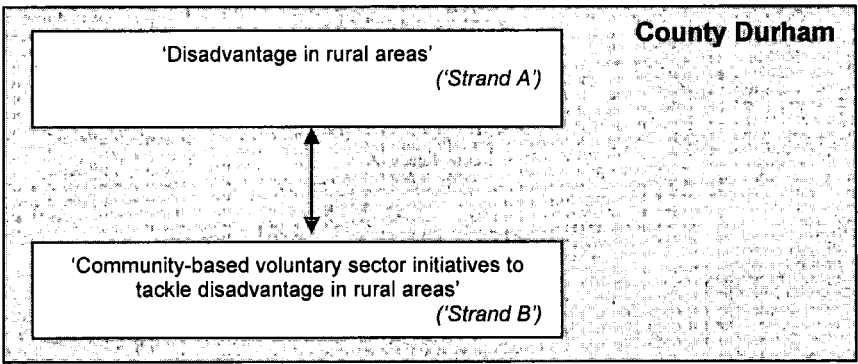 County Durham
‘Disadvantage in rural areas’
(‘Strand A’)
‘Community-based voluntary sector initiatives to
tackle disadvantage in rural areas’
(‘Strand B’)